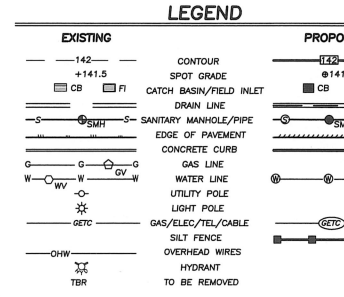 LEGEND
EXISTING PROPO
142 CONTOUR 142
+141.5 SPOT GRADE ⊕141
CB FI CATCH BASIN/FIELD INLET CB
DRAIN LINE
S SMH S SANITARY MANHOLE/PIPE S SM
EDGE OF PAVEMENT
CONCRETE CURB
G G GV G GAS LINE
W WV W W WATER LINE W W
UTILITY POLE
LIGHT POLE
GETC GAS/ELEC/TEL/CABLE GETC
SILT FENCE
OHW OVERHEAD WIRES
HYDRANT
TBR TO BE REMOVED